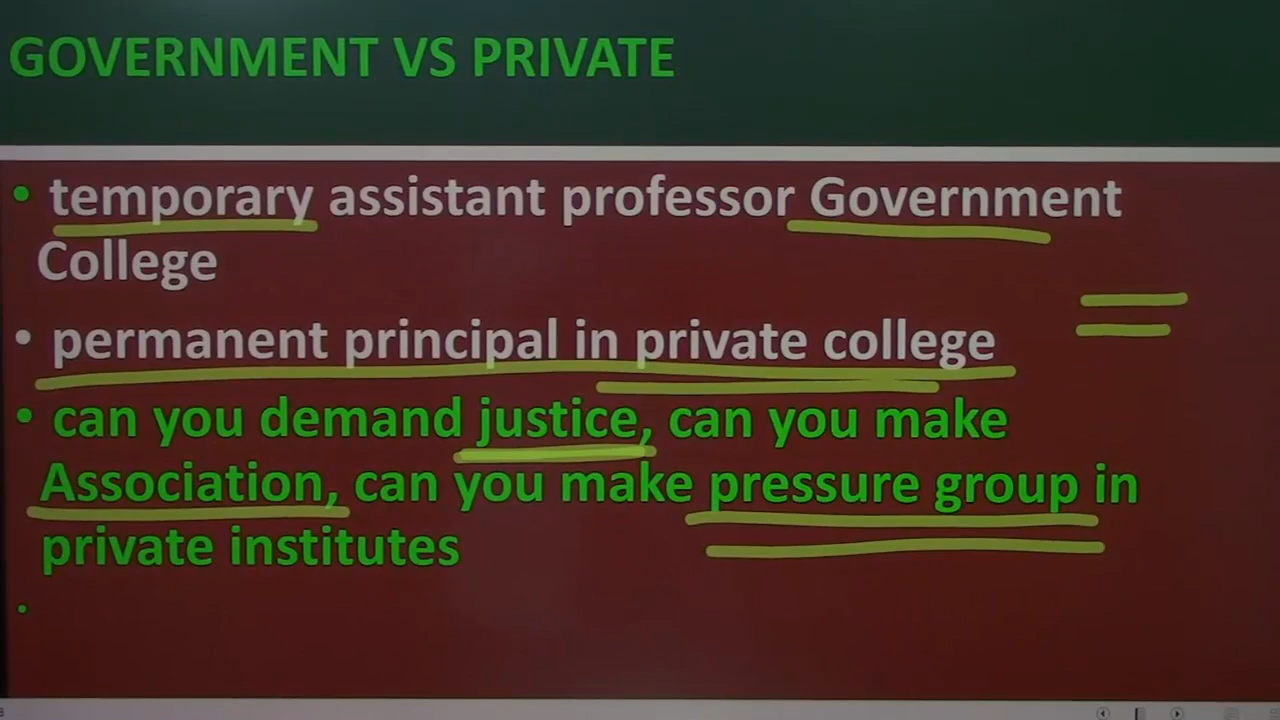 GOVERNMENT VS PRIVATE
• temporary assistant professor Government
College
• permanent principal in private college
• can you demand justice, can you make
Association, can you make pressure group in
private institutes
•